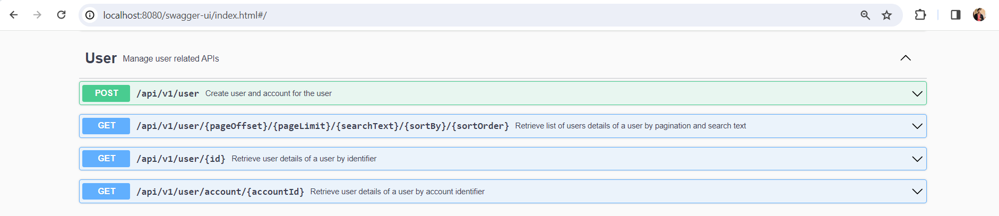 localhost:8080/swagger-ui/index.html#/
User Manage user related APIs
POST /api/v1/user Create user and account for the user
GET /api/v1/user/{pageOffset}/{pageLimit}/{searchText}/{sortBy}/{sortOrder} Retrieve list of users details of a user by pagination and search text
GET /api/v1/user/{id} Retrieve user details of a user by identifier
GET /api/v1/user/account/{accountId} Retrieve user details of a user by account identifier